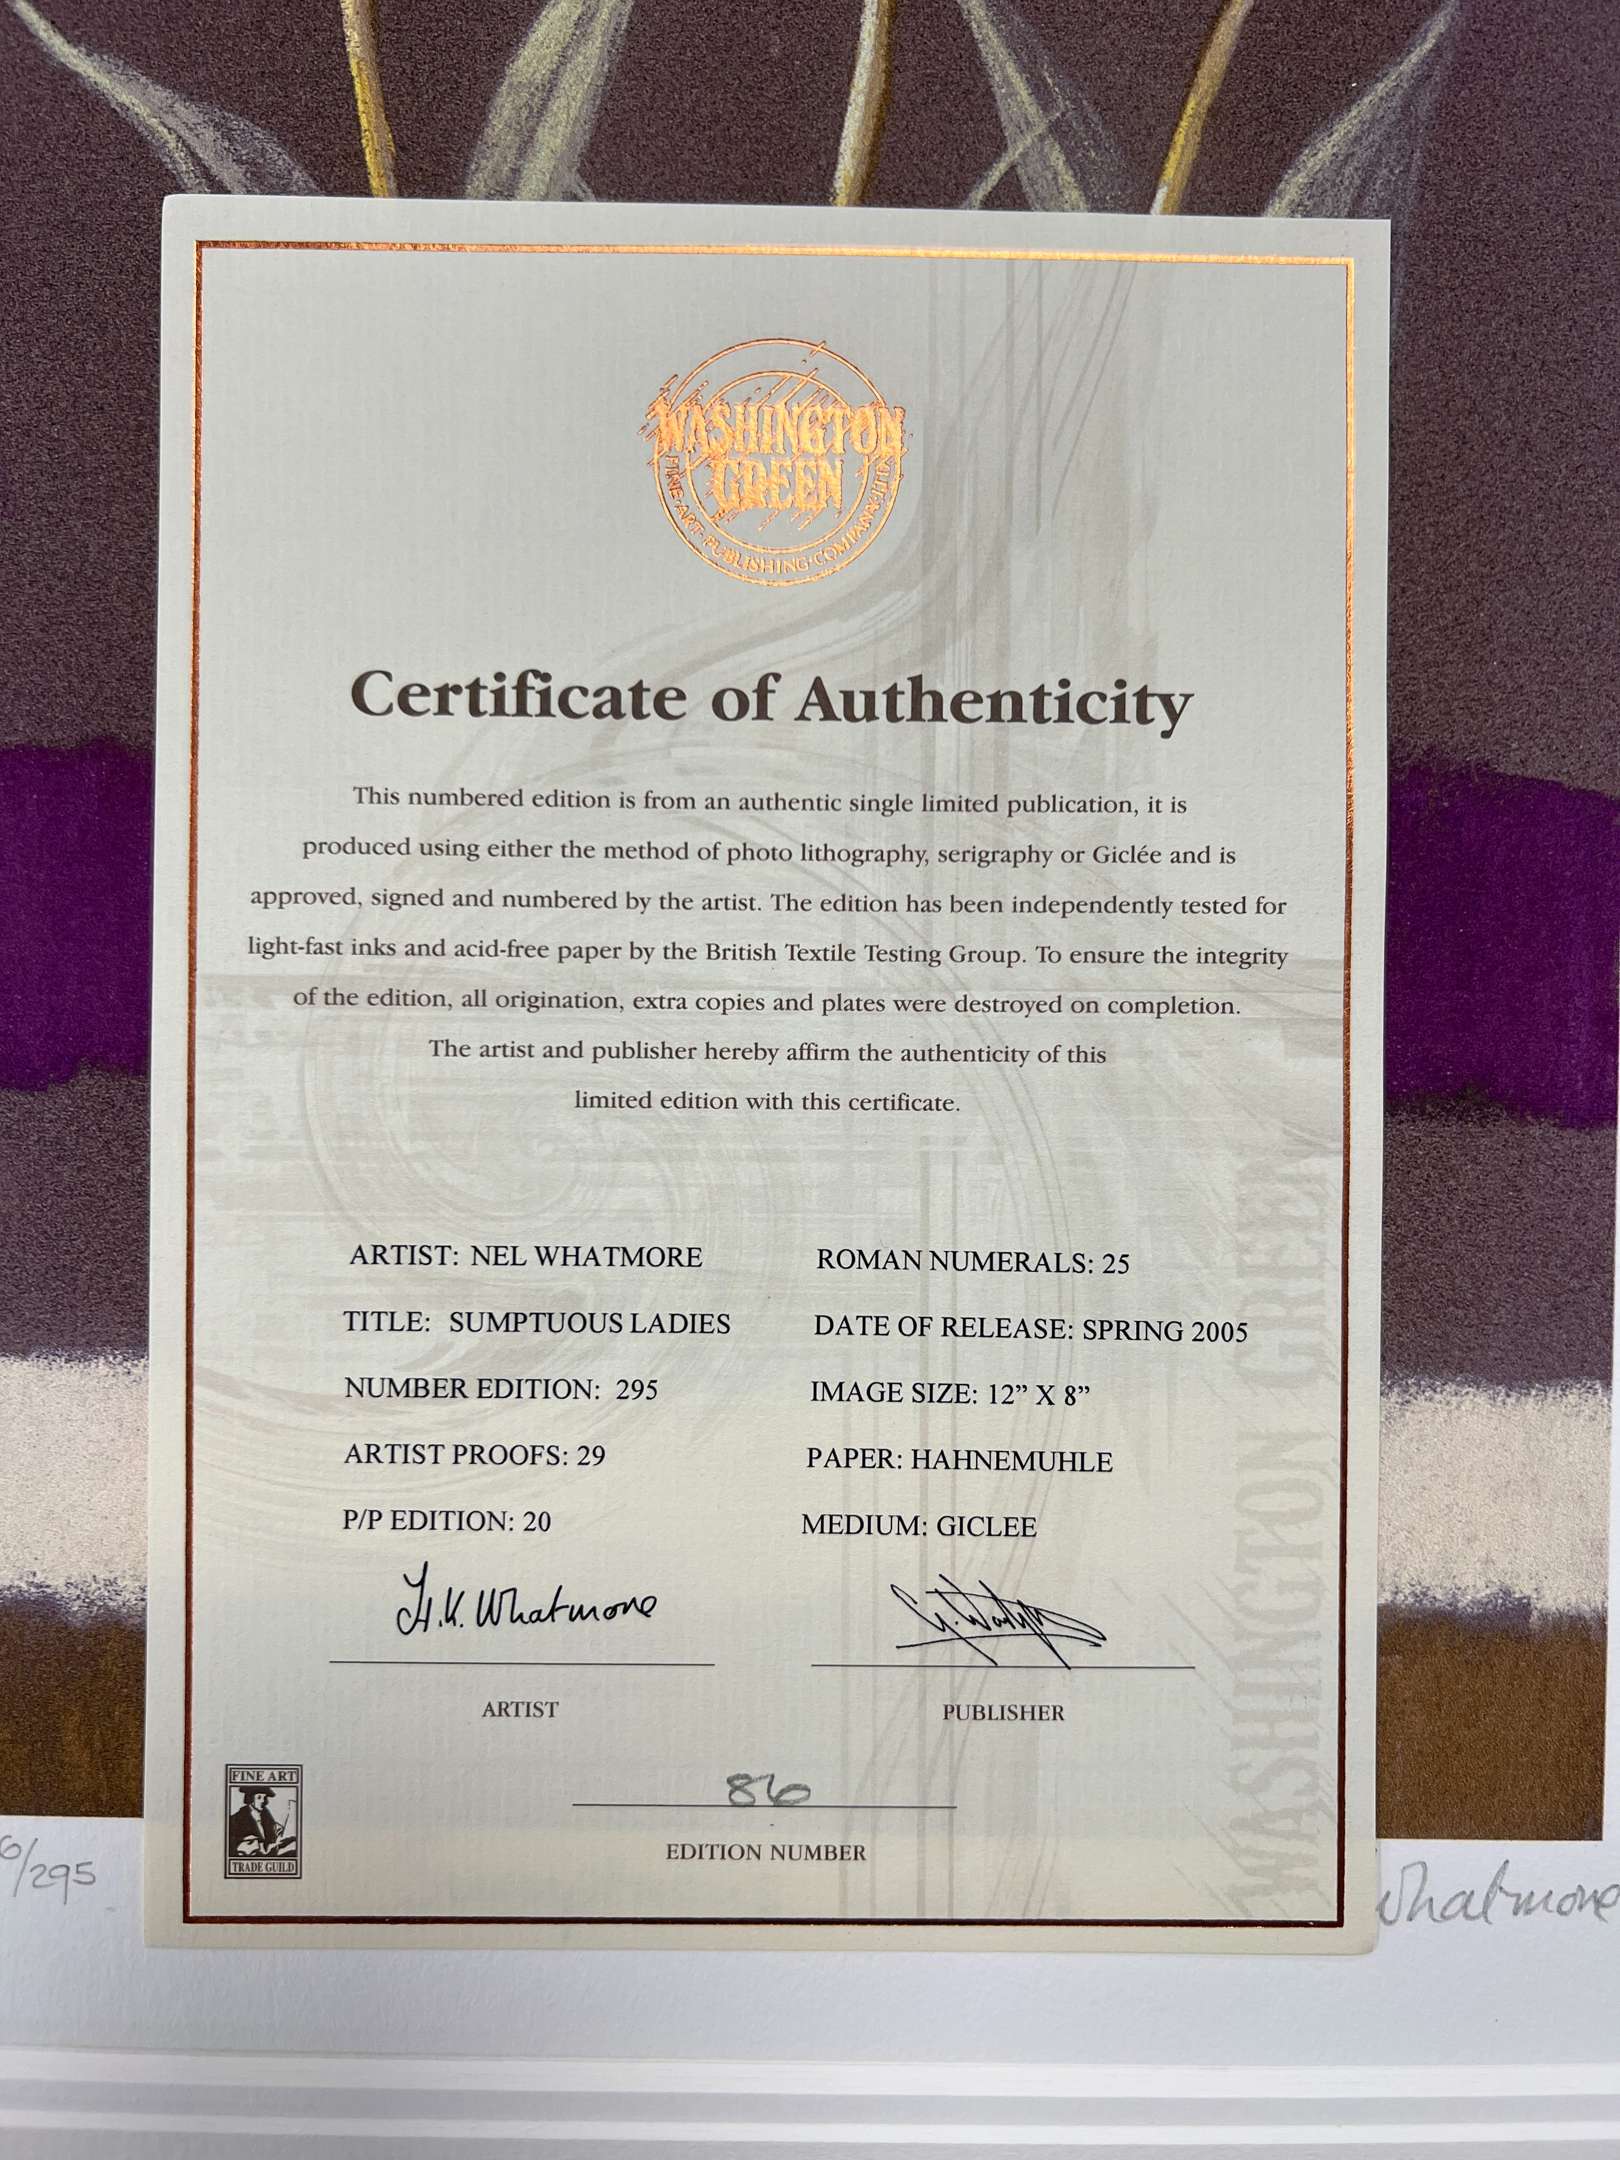 WASHINGTON
GREEN
FINE·ART·PUBLISHING·COMPANY·LTD
Certificate of Authenticity
This numbered edition is from an authentic single limited publication, it is
produced using either the method of photo lithography, serigraphy or Giclée and is
approved, signed and numbered by the artist. The edition has been independently tested for
light-fast inks and acid-free paper by the British Textile Testing Group. To ensure the integrity
of the edition, all origination, extra copies and plates were destroyed on completion.
The artist and publisher hereby affirm the authenticity of this
limited edition with this certificate.
ARTIST: NEL WHATMORE
ROMAN NUMERALS: 25
TITLE: SUMPTUOUS LADIES
DATE OF RELEASE: SPRING 2005
NUMBER EDITION: 295
IMAGE SIZE: 12” X 8”
ARTIST PROOFS: 29
PAPER: HAHNEMUHLE
P/P EDITION: 20
MEDIUM: GICLEE
H.K. Whatmore
ARTIST
PUBLISHER
86
EDITION NUMBER
FINE ART
TRADE GUILD
WASHINGTON GREEN
6/295
Whatmore